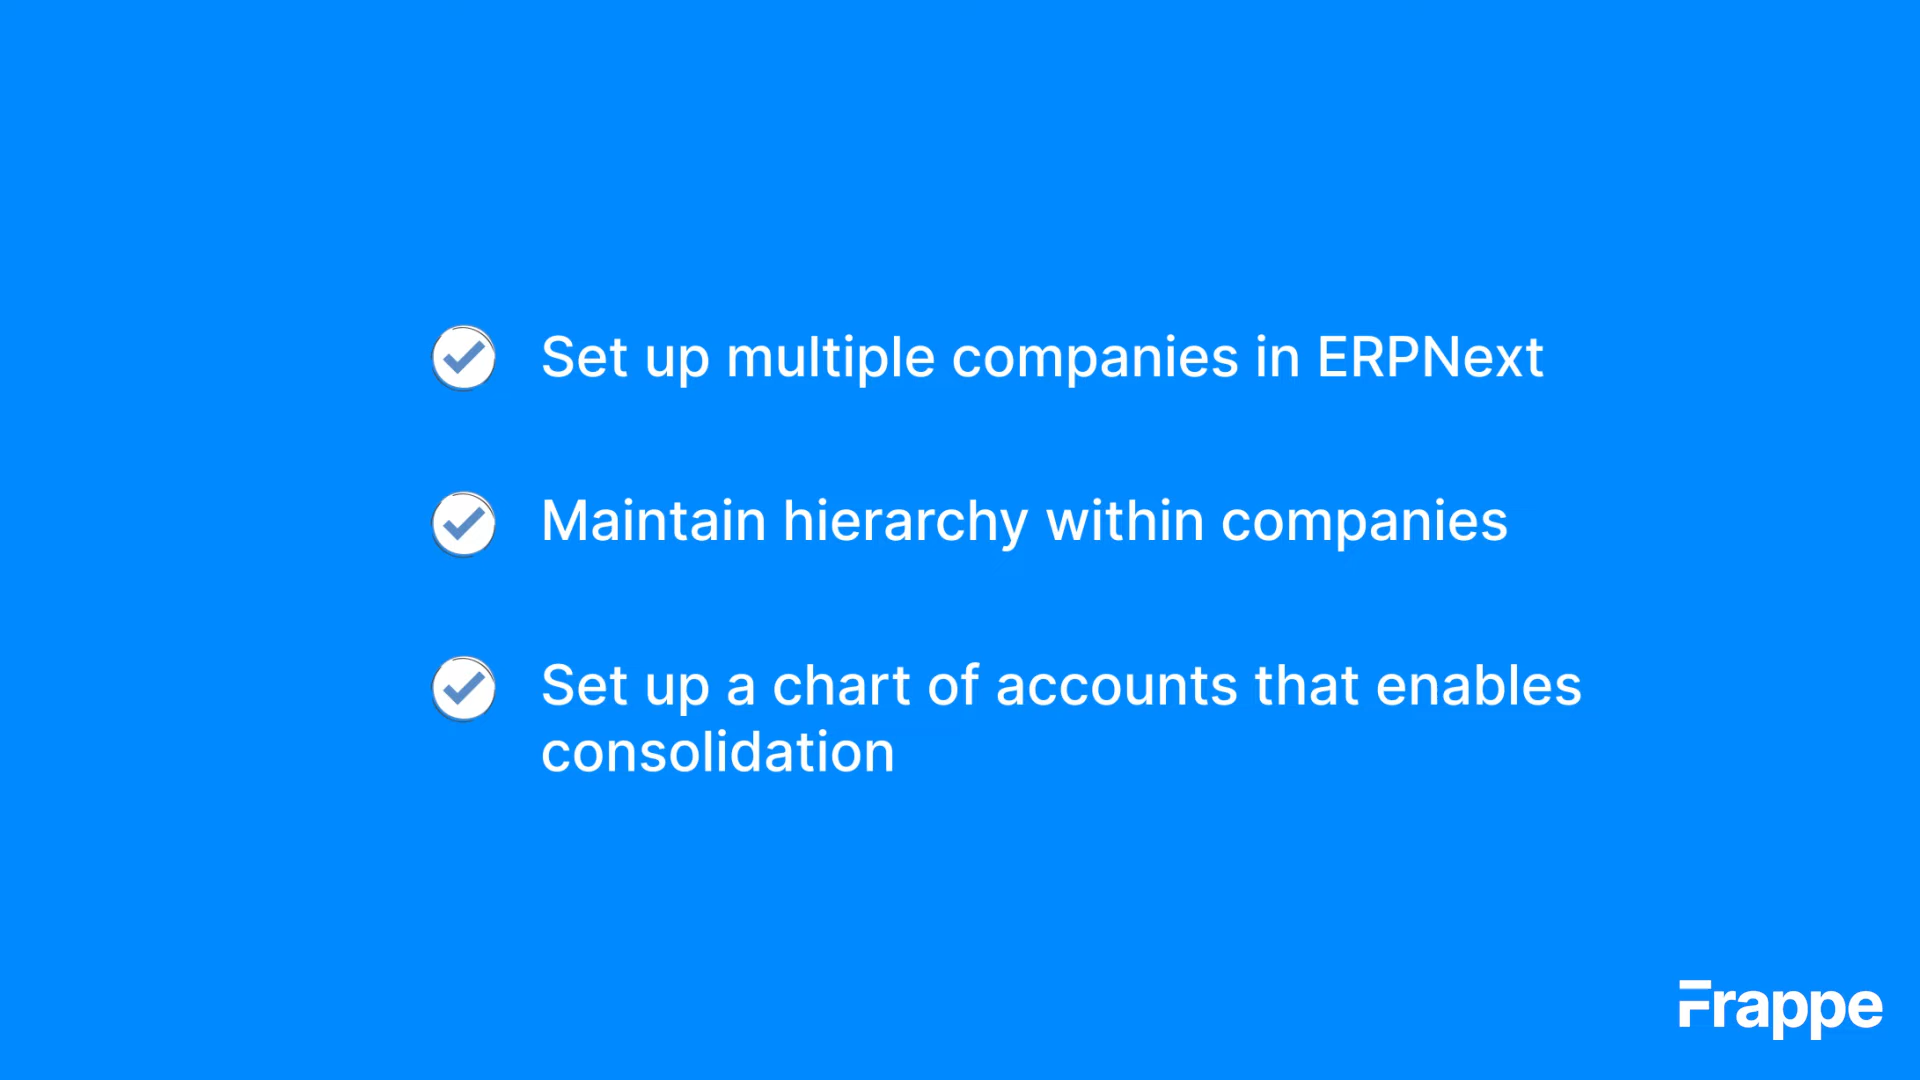 Set up multiple companies in ERPNext
Maintain hierarchy within companies
Set up a chart of accounts that enables
consolidation
Frappe